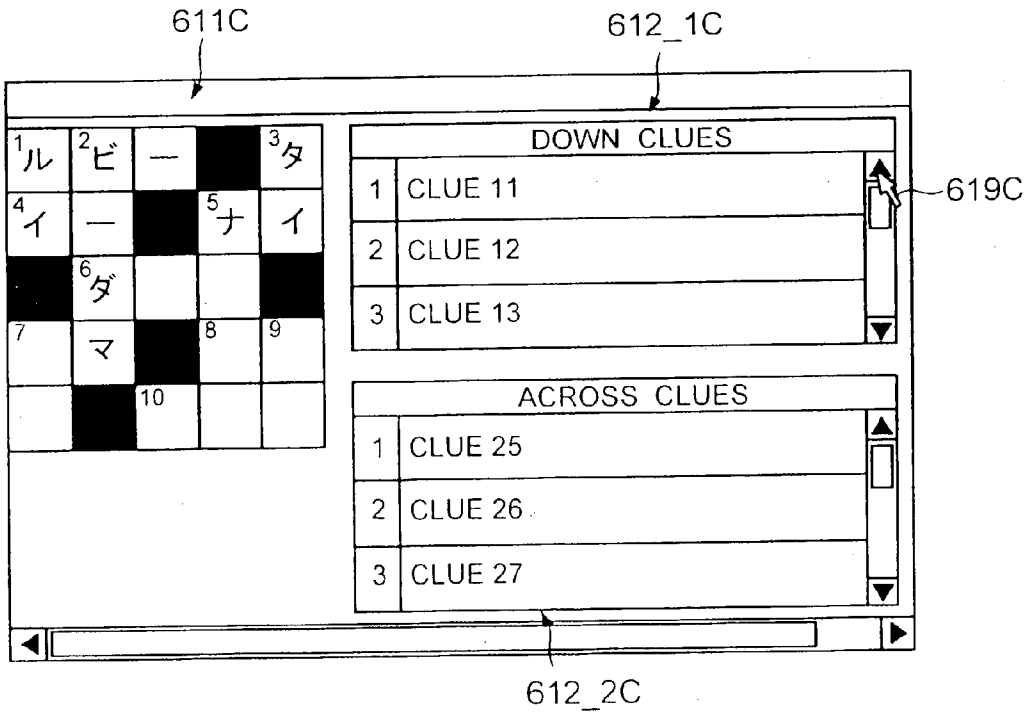 611C
612_1C
1 ル 2 ビ ー 3 タ
4 イ ー 5 ナ イ
6 ダ
7 マ 8 9
10
DOWN CLUES
1 CLUE 11
2 CLUE 12
3 CLUE 13
619C
ACROSS CLUES
1 CLUE 25
2 CLUE 26
3 CLUE 27
612_2C